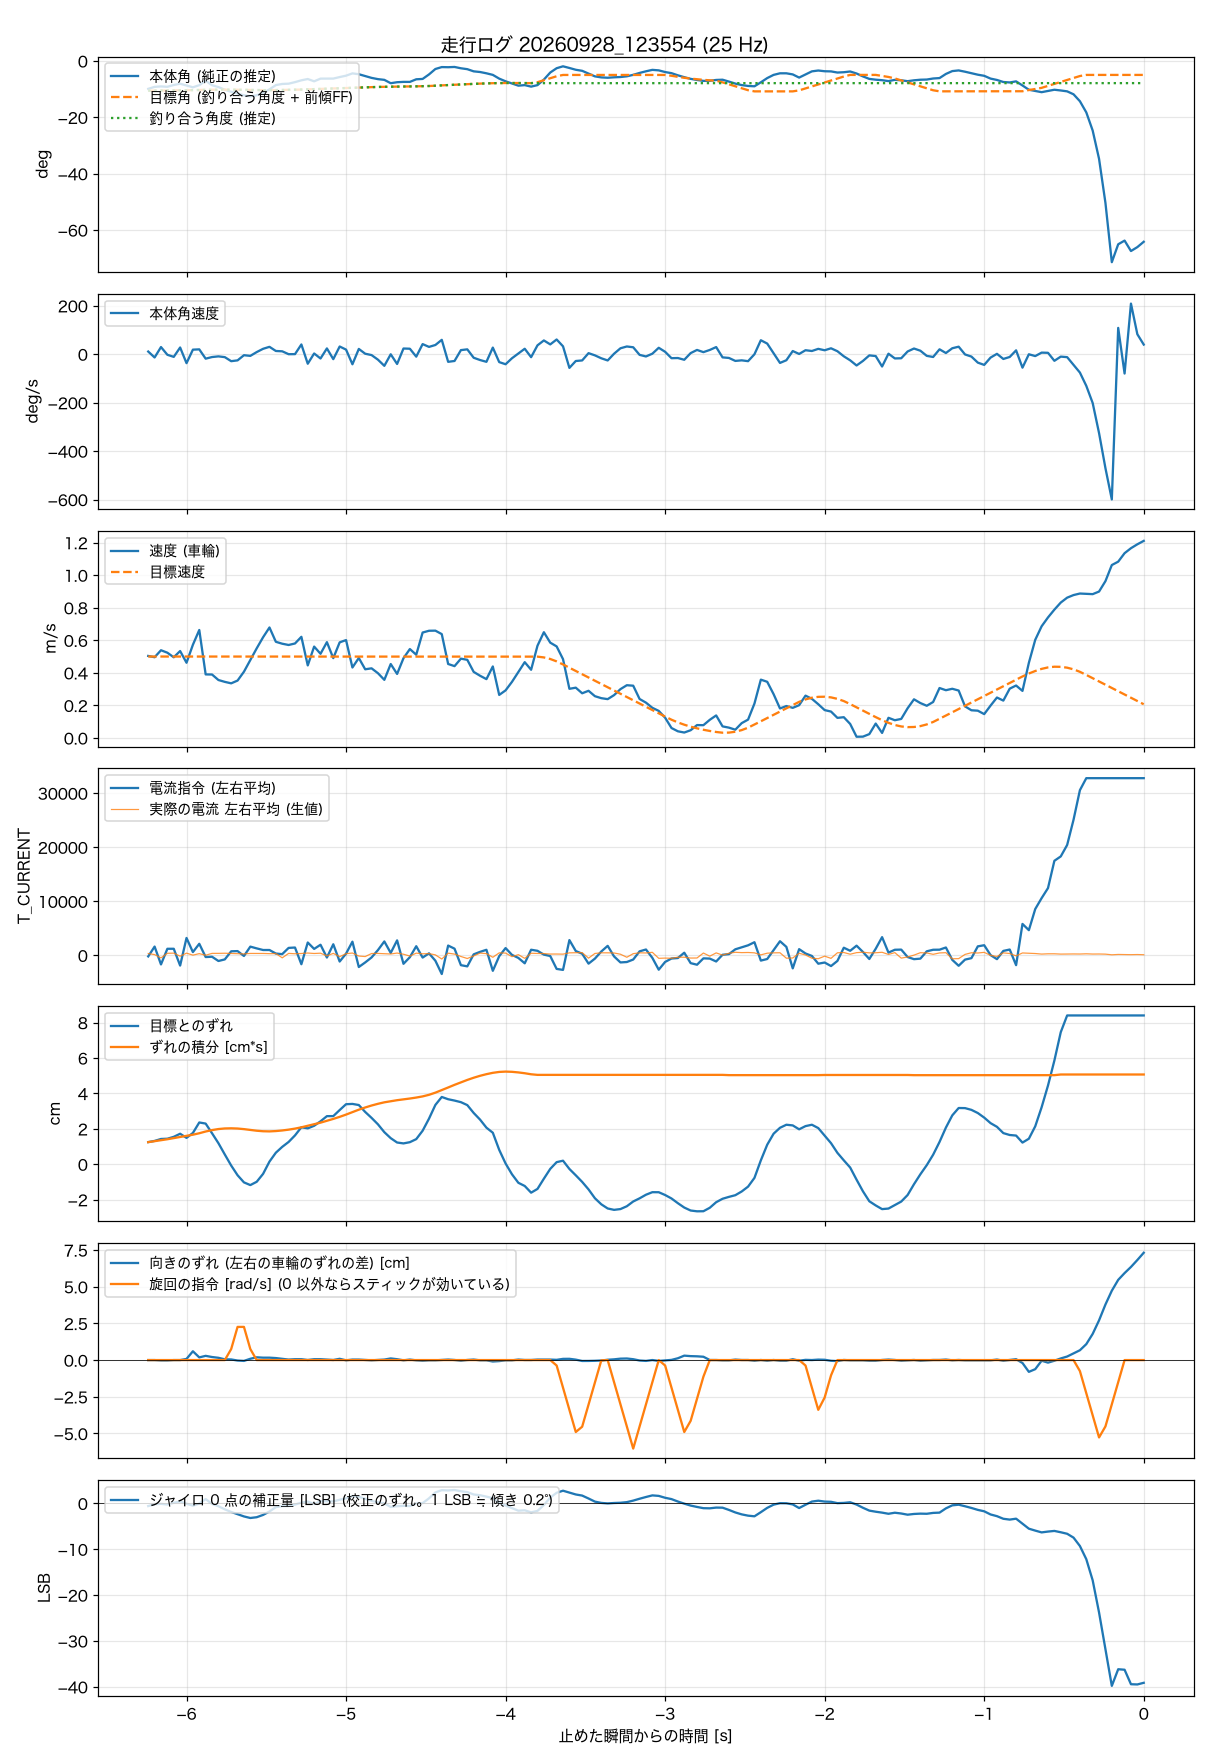 走行ログ 20260928_123554 (25 Hz)
本体角 (純正の推定)
目標角 (釣り合う角度 + 前傾FF)
釣り合う角度 (推定)
0
−20
−40
−60
deg
本体角速度
200
0
−200
−400
−600
deg/s
速度 (車輪)
目標速度
1.2
1.0
0.8
0.6
0.4
0.2
0.0
m/s
電流指令 (左右平均)
実際の電流 左右平均 (生値)
30000
20000
10000
0
T_CURRENT
目標とのずれ
ずれの積分 [cm*s]
8
6
4
2
0
−2
cm
向きのずれ (左右の車輪のずれの差) [cm]
旋回の指令 [rad/s] (0 以外ならスティックが効いている)
7.5
5.0
2.5
0.0
−2.5
−5.0
ジャイロ 0 点の補正量 [LSB] (校正のずれ。1 LSB ≒ 傾き 0.2°)
0
−10
−20
−30
−40
LSB
−6 −5 −4 −3 −2 −1 0
止めた瞬間からの時間 [s]